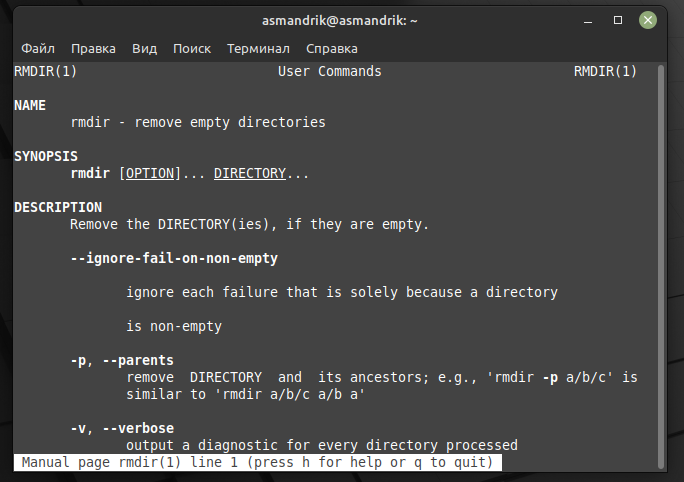 asmandrik@asmandrik: ~
Файл Правка Вид Поиск Терминал Справка
RMDIR(1) User Commands RMDIR(1)
NAME
rmdir - remove empty directories
SYNOPSIS
rmdir [OPTION]... DIRECTORY...
DESCRIPTION
Remove the DIRECTORY(ies), if they are empty.
--ignore-fail-on-non-empty
ignore each failure that is solely because a directory
is non-empty
-p, --parents
remove DIRECTORY and its ancestors; e.g., 'rmdir -p a/b/c' is
similar to 'rmdir a/b/c a/b a'
-v, --verbose
output a diagnostic for every directory processed
Manual page rmdir(1) line 1 (press h for help or q to quit)